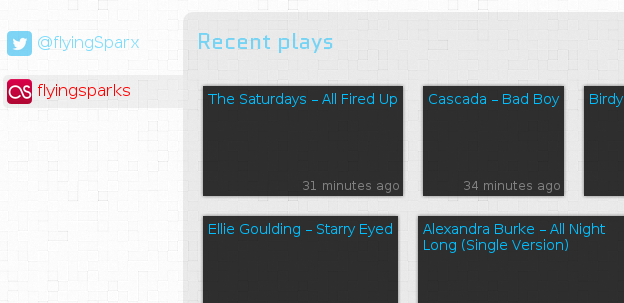 @flyingSparx
flyingsparks
Recent plays
The Saturdays – All Fired Up
31 minutes ago
Cascada – Bad Boy
34 minutes ago
Birdy
Ellie Goulding – Starry Eyed
Alexandra Burke – All Night
Long (Single Version)